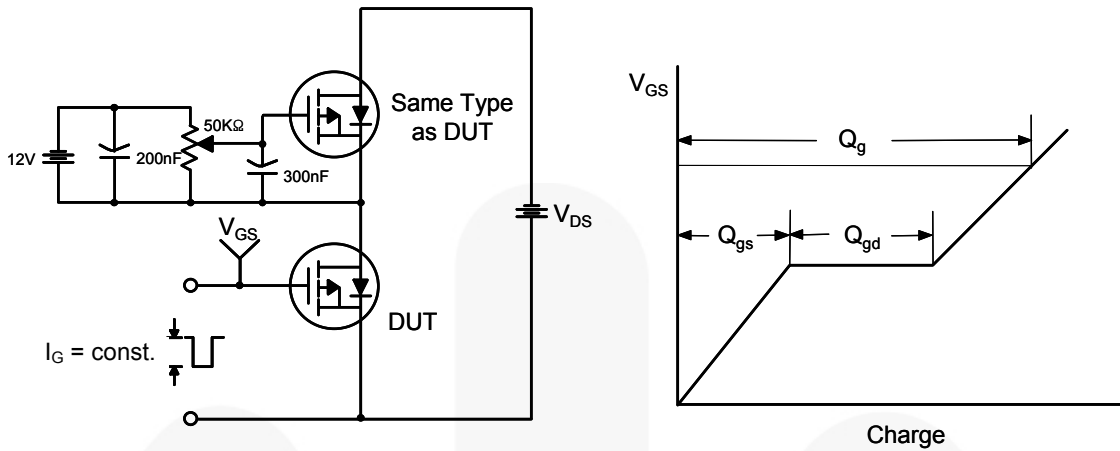 Same Type
as DUT
50KΩ
12V
200nF
300nF
V_GS
V_DS
DUT
I_G = const.
V_GS
Q_g
Q_gs
Q_gd
Charge